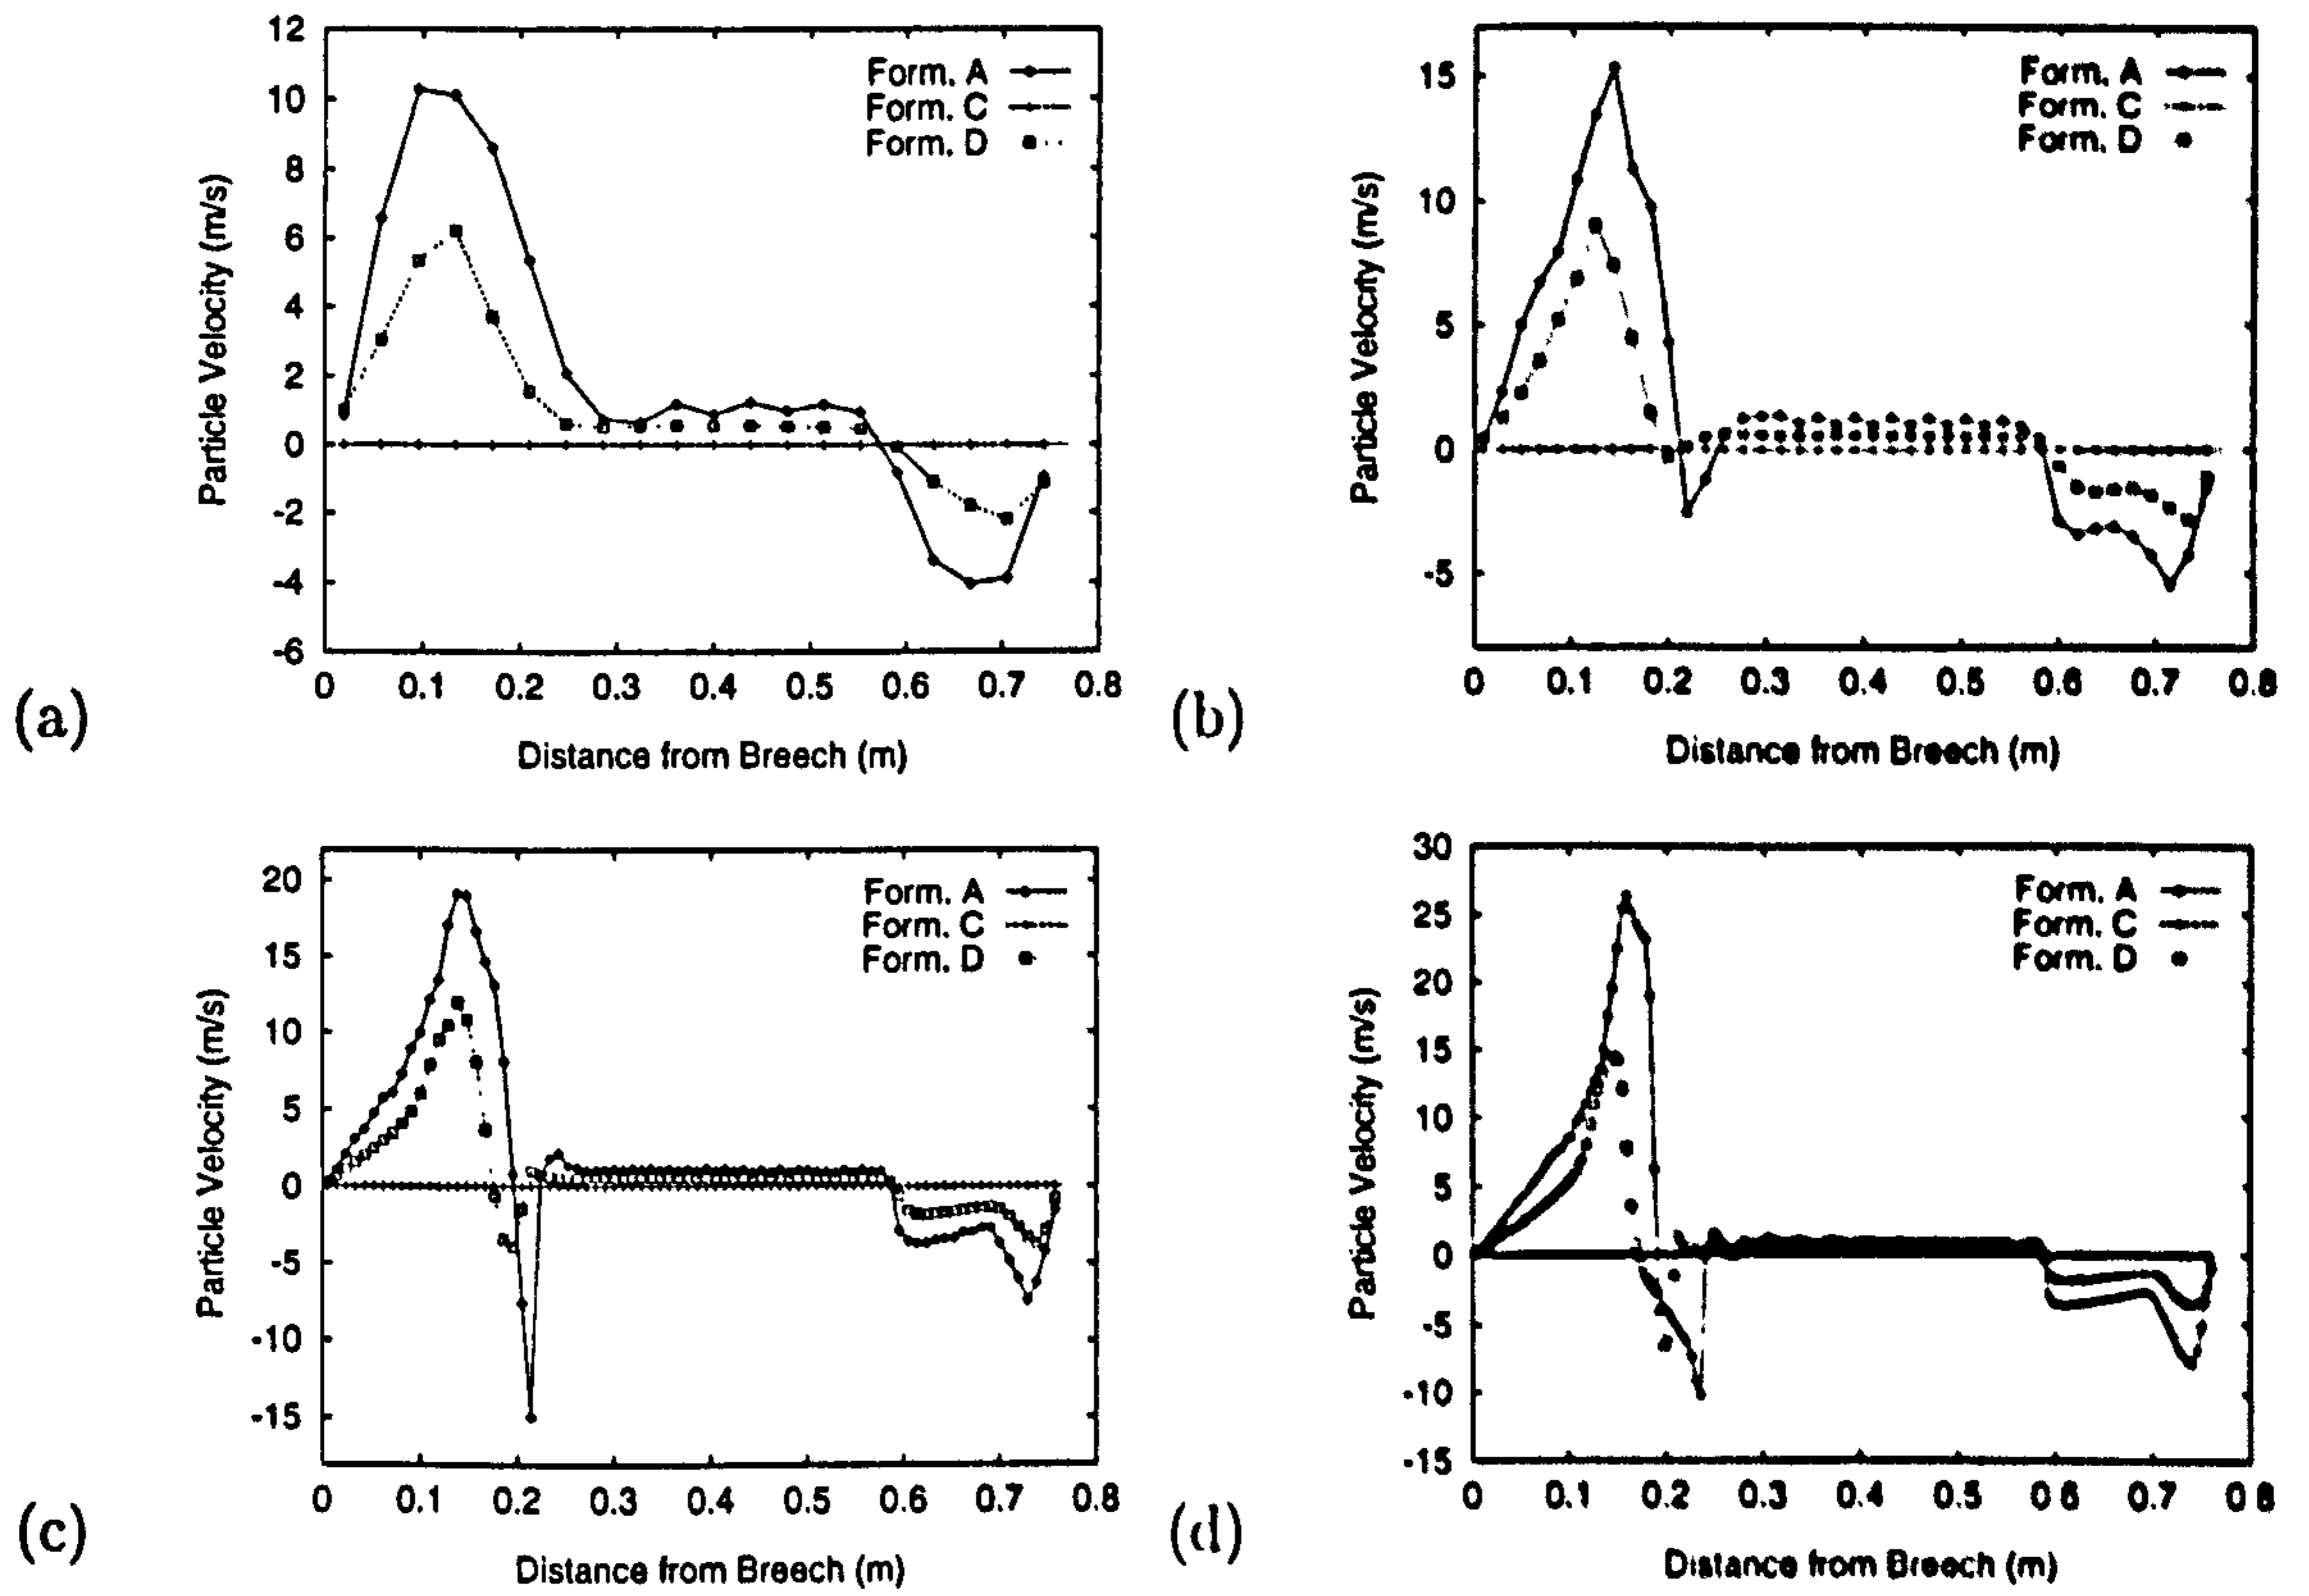 12
10
8
6
4
2
0
-2
-4
-6
Particle Velocity (m/s)
Form. A
Form. C
Form. D
0 0.1 0.2 0.3 0.4 0.5 0.6 0.7 0.8
Distance from Breech (m)
(a)
15
10
5
0
-5
Particle Velocity (m/s)
Form. A
Form. C
Form. D
0 0.1 0.2 0.3 0.4 0.5 0.6 0.7 0.8
Distance from Breech (m)
(b)
20
15
10
5
0
-5
-10
-15
Particle Velocity (m/s)
Form. A
Form. C
Form. D
0 0.1 0.2 0.3 0.4 0.5 0.6 0.7 0.8
Distance from Breech (m)
(c)
30
25
20
15
10
5
0
-5
-10
-15
Particle Velocity (m/s)
Form. A
Form. C
Form. D
0 0.1 0.2 0.3 0.4 0.5 0.6 0.7 0.8
Distance from Breech (m)
(d)